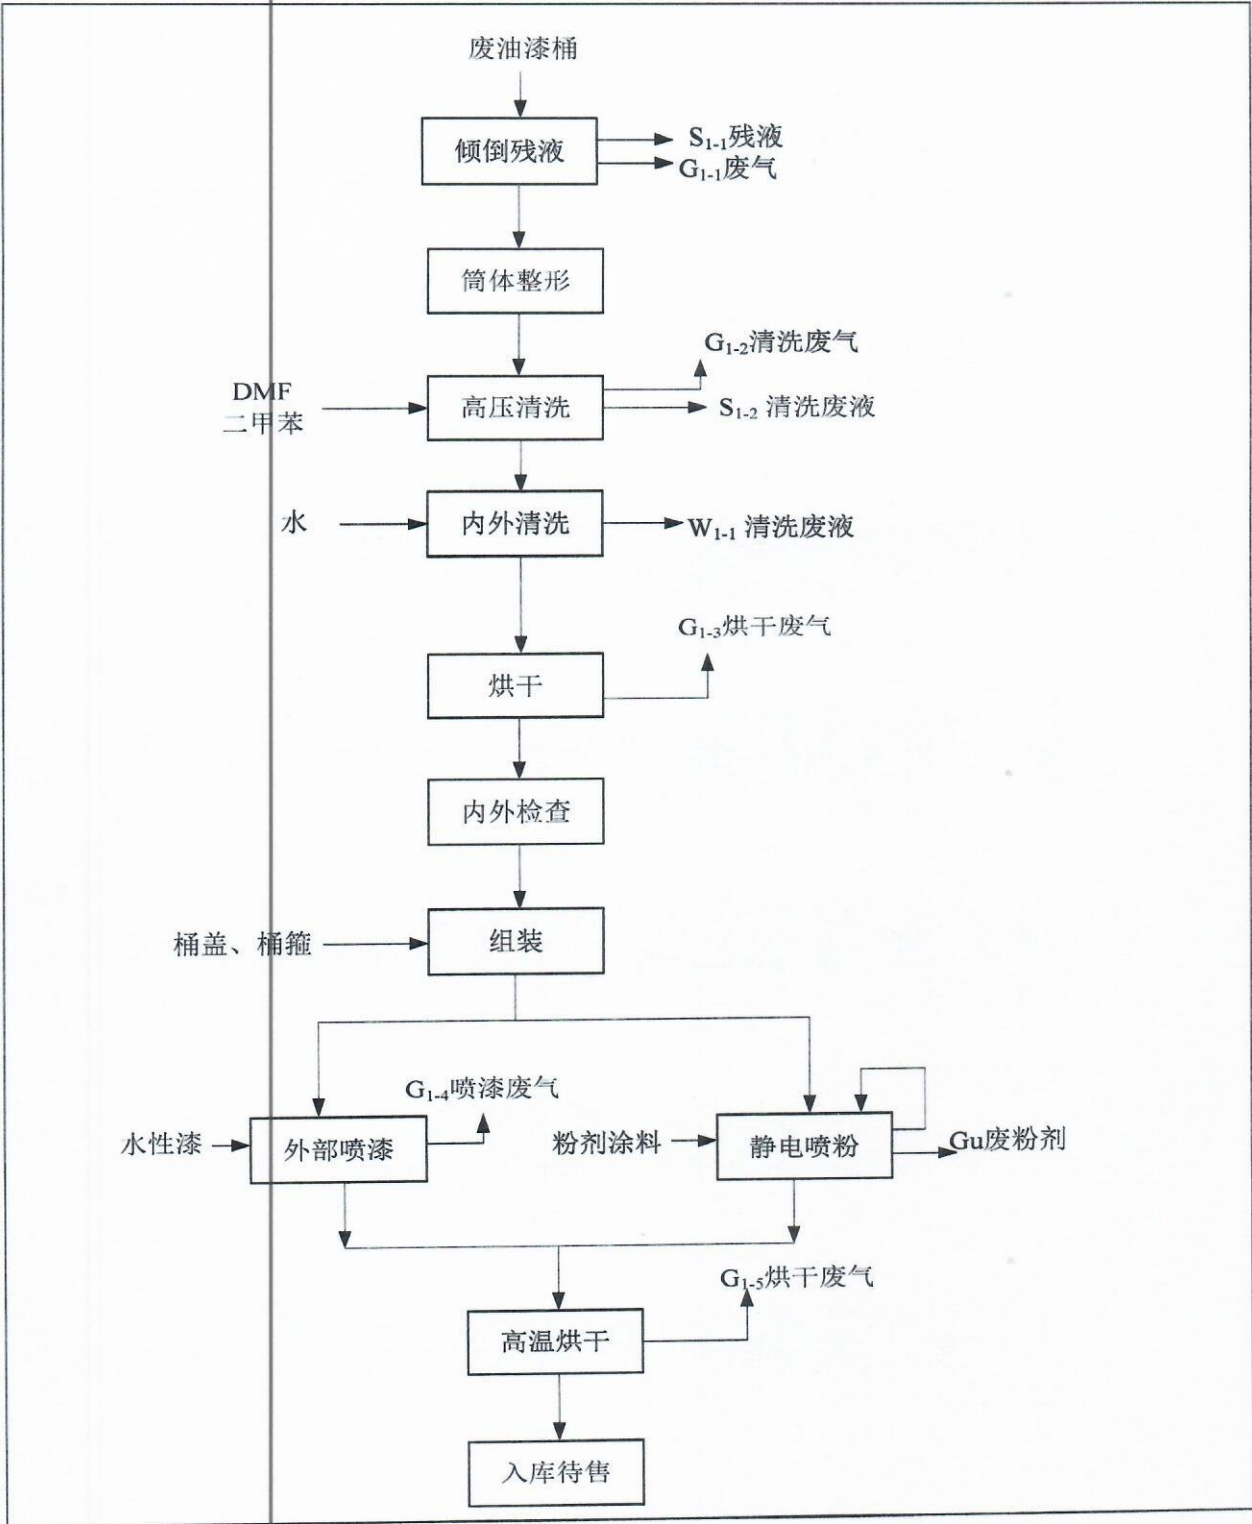 废油漆桶
倾倒残液
S1-1残液
G1-1废气
筒体整形
G1-2清洗废气
DMF
二甲苯
高压清洗
S1-2 清洗废液
水
内外清洗
W1-1 清洗废液
G1-3烘干废气
烘干
内外检查
桶盖、桶箍
组装
G1-4喷漆废气
水性漆
外部喷漆
粉剂涂料
静电喷粉
Gu废粉剂
G1-5烘干废气
高温烘干
入库待售